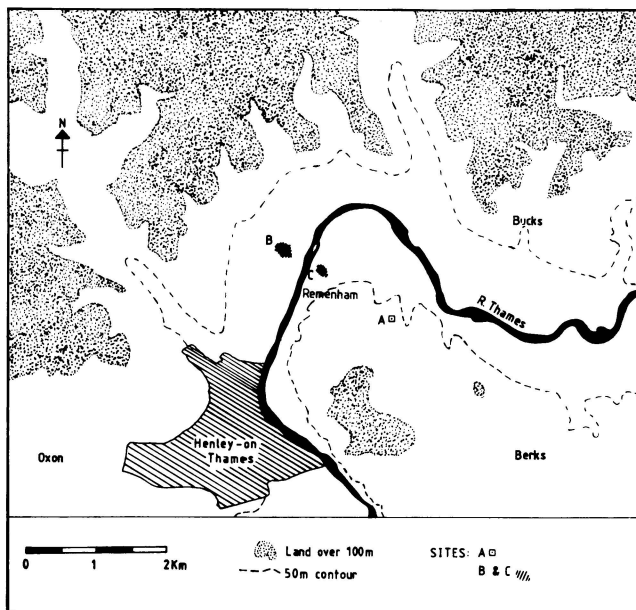 N
Bucks
B
C
Remenham
R Thames
A
Henley-on
Thames
Oxon
Berks
0 1 2Km
Land over 100m
50m contour
SITES: A
B & C